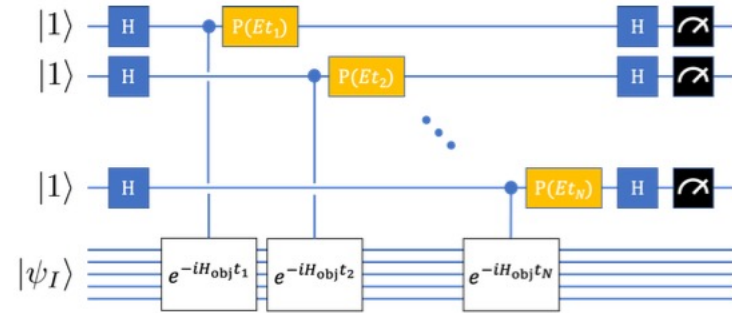 |1⟩ H P(Et₁) H
|1⟩ H P(Et₂) H
|1⟩ H P(Et_N) H
|ψ_I⟩ e^{-iH_obj t₁} e^{-iH_obj t₂} e^{-iH_obj t_N}